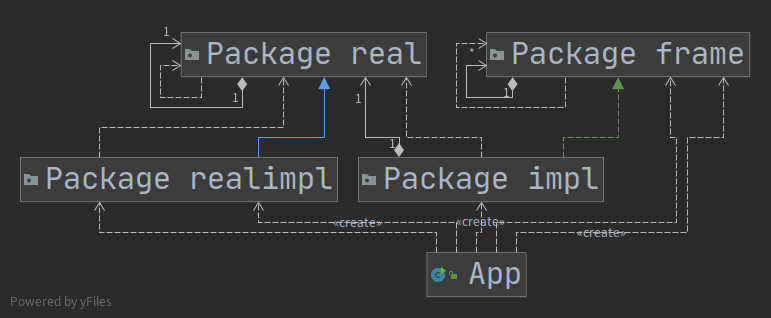 1
Package real
Package frame
*
1
1
1
1
Package realimpl
Package impl
«create»
«create»
«create»
App
Powered by yFiles